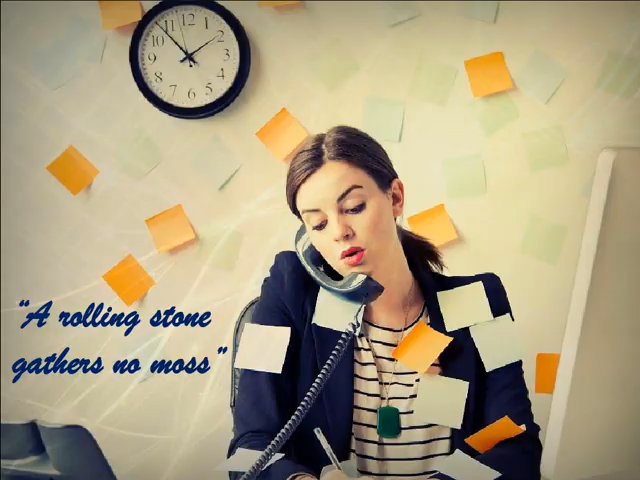 “A rolling stone
gathers no moss”